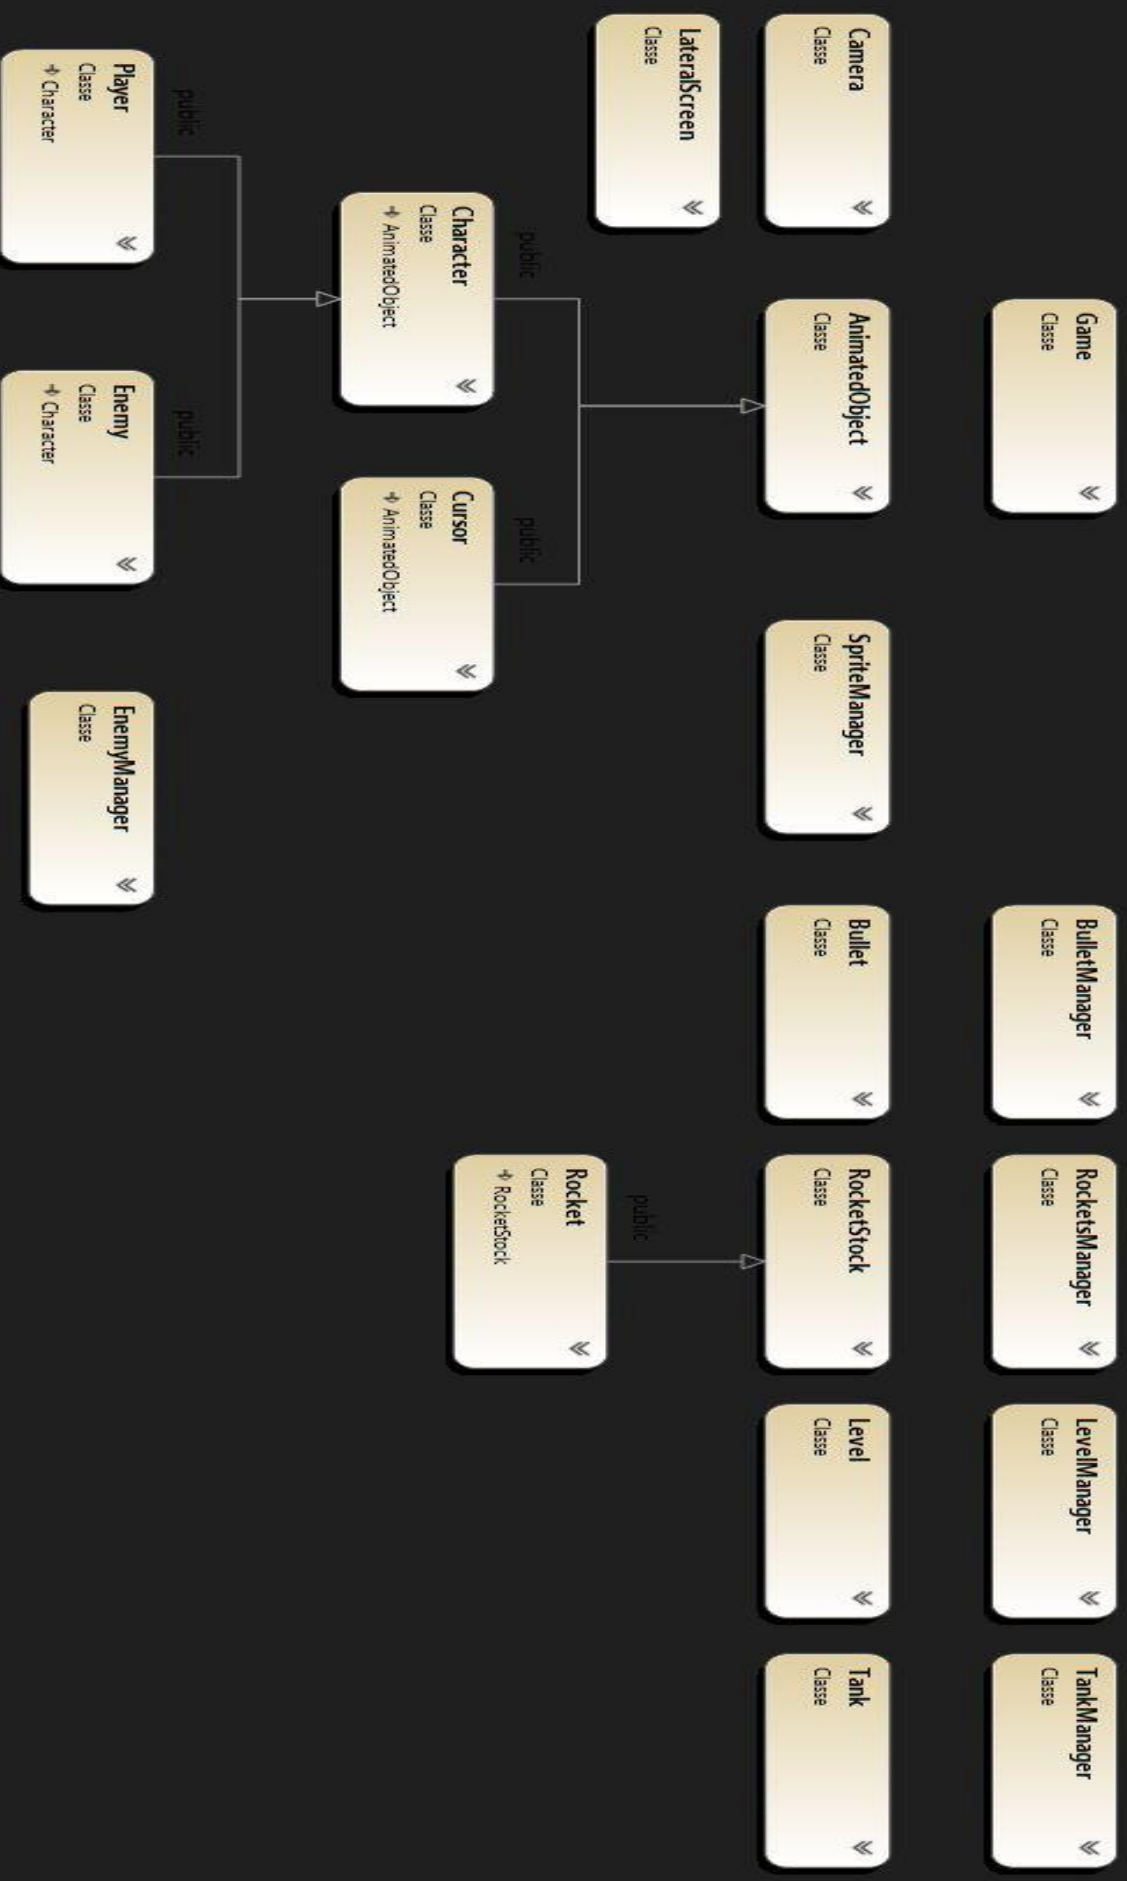 Game
Classe
BulletManager
Classe
RocketsManager
Classe
LevelManager
Classe
TankManager
Classe
Camera
Classe
AnimatedObject
Classe
SpriteManager
Classe
Bullet
Classe
RocketStock
Classe
Level
Classe
Tank
Classe
LateralScreen
Classe
public
public
public
Character
Classe
AnimatedObject
Cursor
Classe
AnimatedObject
Rocket
Classe
RocketStock
public
public
Player
Classe
Character
Enemy
Classe
Character
EnemyManager
Classe